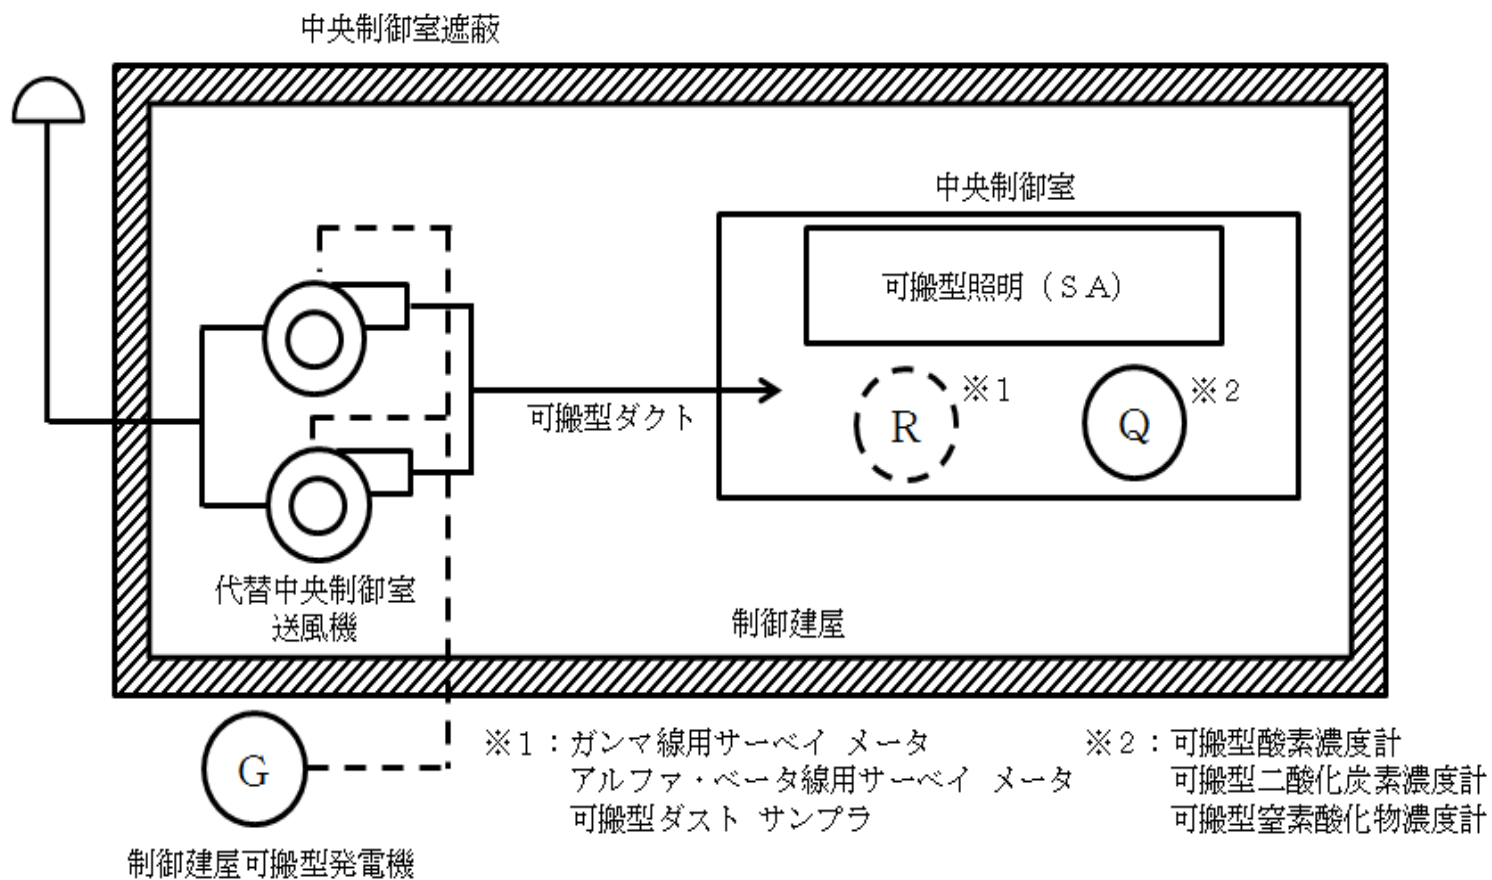 中央制御室遮蔽
中央制御室
可搬型照明（ＳＡ）
※１
※２
R
Q
可搬型ダクト
代替中央制御室
送風機
制御建屋
G
制御建屋可搬型発電機
※１：ガンマ線用サーベイ メータ
アルファ・ベータ線用サーベイ メータ
可搬型ダスト サンプラ
※２：可搬型酸素濃度計
可搬型二酸化炭素濃度計
可搬型窒素酸化物濃度計